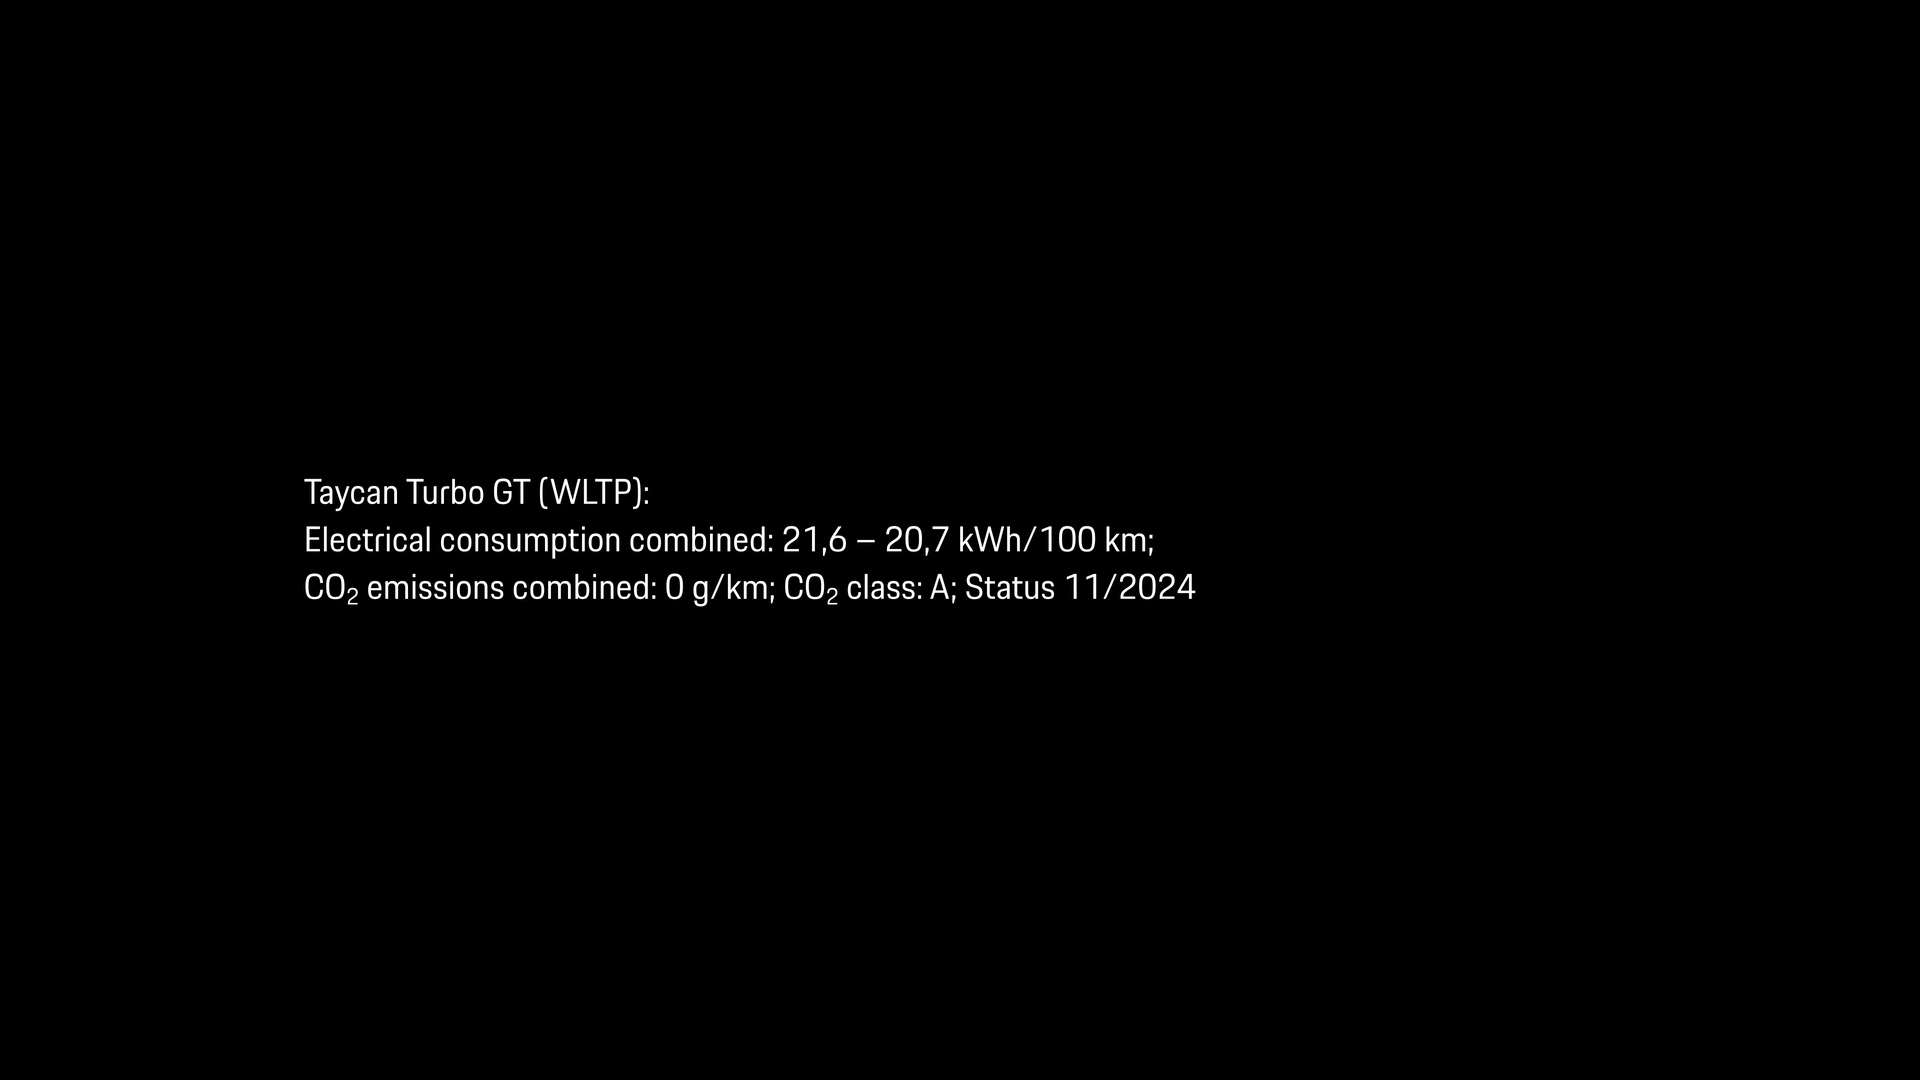 Taycan Turbo GT (WLTP):
Electrical consumption combined: 21,6 – 20,7 kWh/100 km;
CO₂ emissions combined: 0 g/km; CO₂ class: A; Status 11/2024